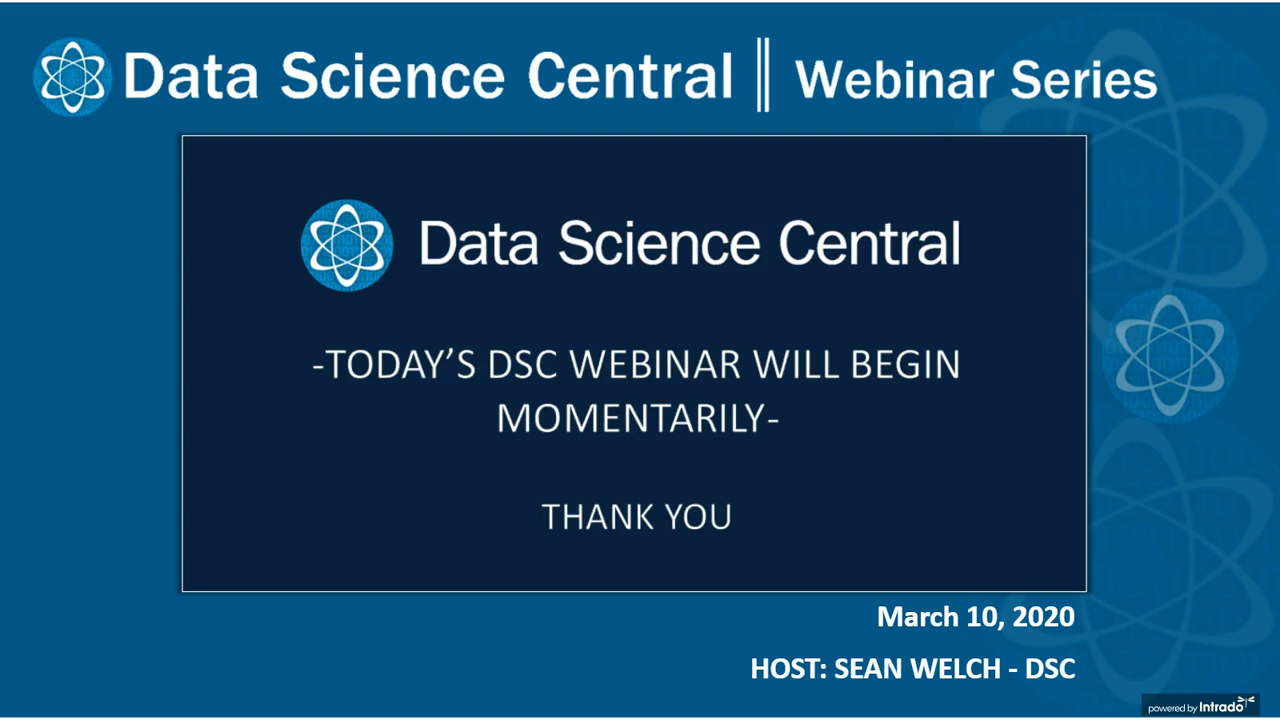 Data Science Central || Webinar Series
Data Science Central
-TODAY'S DSC WEBINAR WILL BEGIN
MOMENTARILY-
THANK YOU
March 10, 2020
HOST: SEAN WELCH - DSC
powered by Intrado